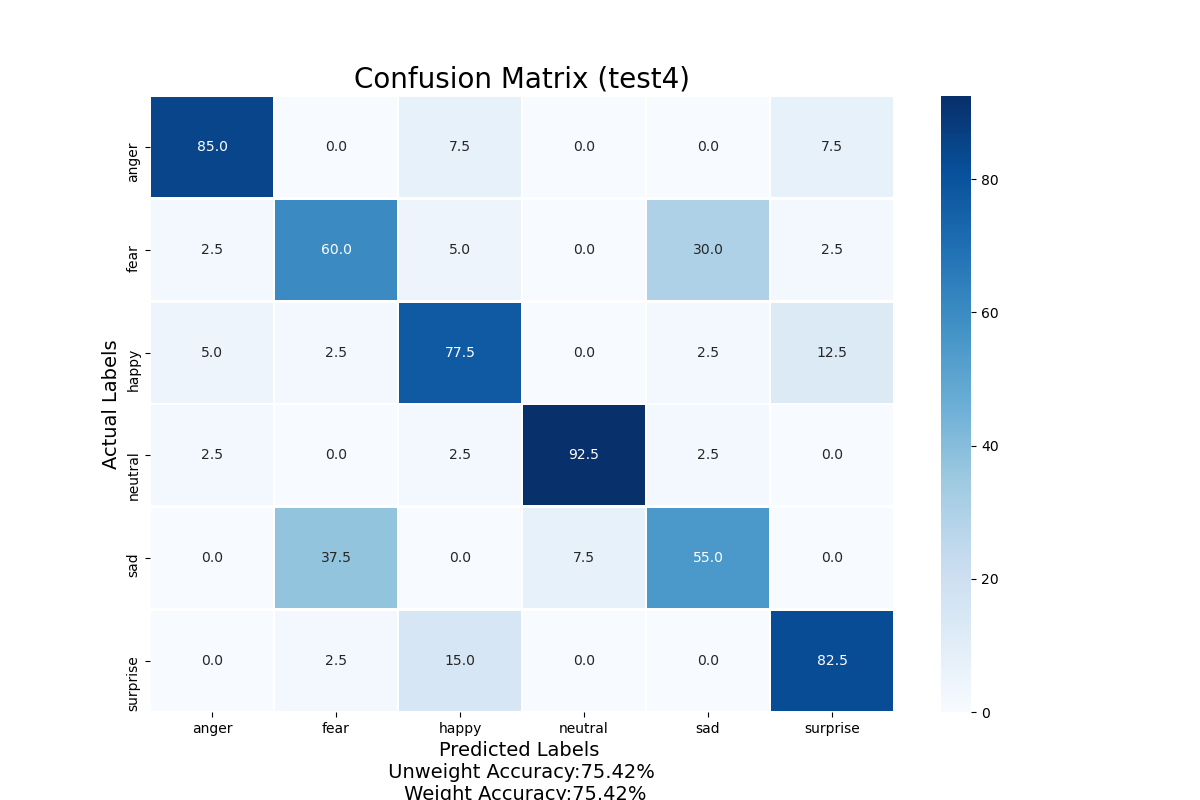 Confusion Matrix (test4)
anger 85.0 0.0 7.5 0.0 0.0 7.5
fear 2.5 60.0 5.0 0.0 30.0 2.5
happy 5.0 2.5 77.5 0.0 2.5 12.5
neutral 2.5 0.0 2.5 92.5 2.5 0.0
sad 0.0 37.5 0.0 7.5 55.0 0.0
surprise 0.0 2.5 15.0 0.0 0.0 82.5
anger fear happy neutral sad surprise
Actual Labels
Predicted Labels
Unweight Accuracy:75.42%
Weight Accuracy:75.42%
80
60
40
20
0